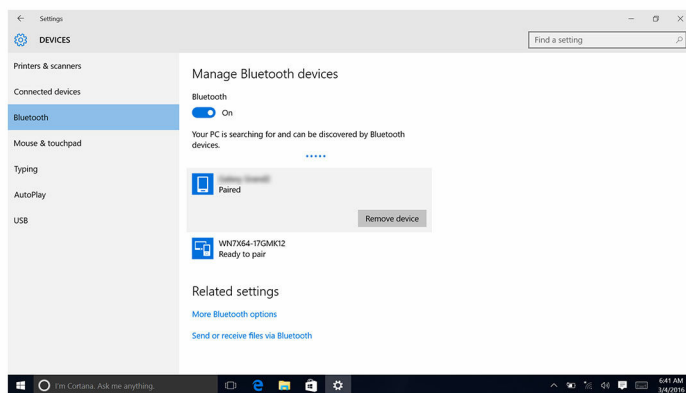 Settings
DEVICES
Find a setting
Printers & scanners
Connected devices
Bluetooth
Mouse & touchpad
Typing
AutoPlay
USB
Manage Bluetooth devices
Bluetooth
On
Your PC is searching for and can be discovered by Bluetooth
devices.
Paired
Remove device
WN7X64-17GMK12
Ready to pair
Related settings
More Bluetooth options
Send or receive files via Bluetooth
I'm Cortana. Ask me anything.
6:41 AM
3/4/2016